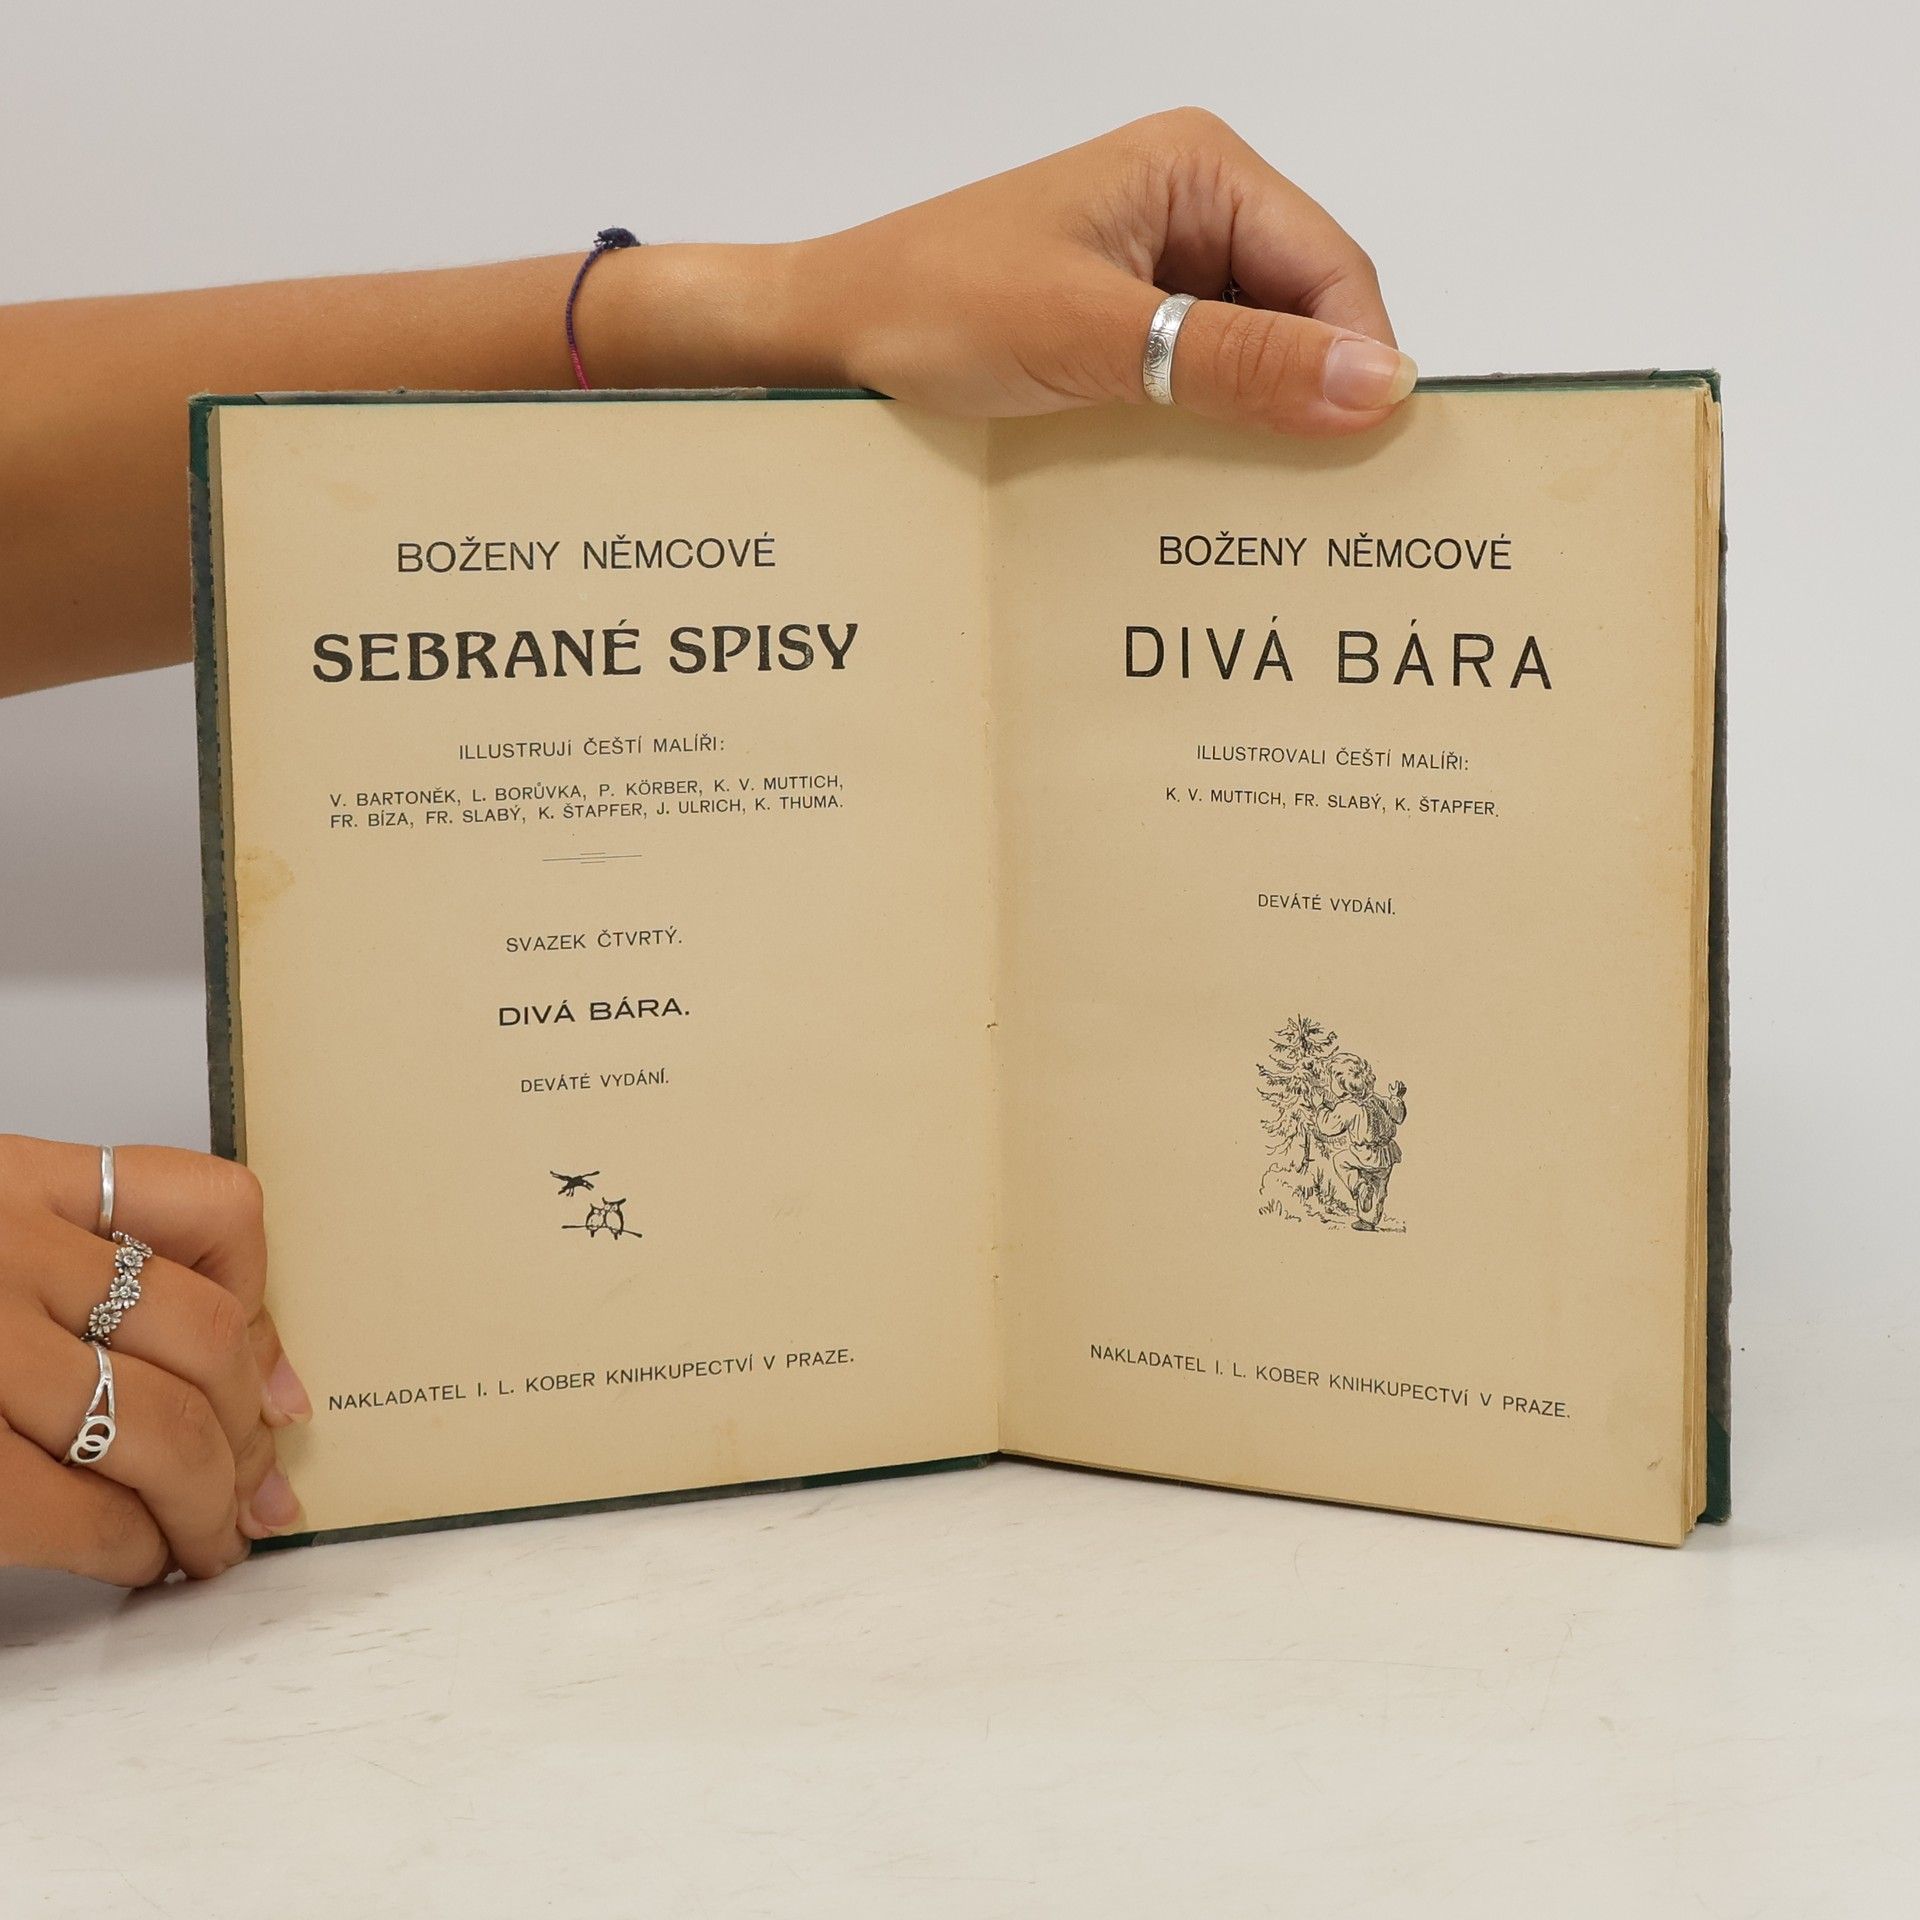 BOŽENY NĚMCOVÉ
SEBRANÉ SPISY
ILLUSTRUJÍ ČEŠTÍ MALÍŘI:
V. BARTONĚK, L. BORŮVKA, P. KÖRBER, K. V. MUTTICH,
FR. BÍZA, FR. SLABÝ, K. ŠTAPFER, J. ULRICH, K. THUMA.
SVAZEK ČTVRTÝ.
DIVÁ BÁRA.
DEVÁTÉ VYDÁNÍ.
NAKLADATEL I. L. KOBER KNIHKUPECTVÍ V PRAZE.
BOŽENY NĚMCOVÉ
DIVÁ BÁRA
ILLUSTROVALI ČEŠTÍ MALÍŘI:
K. V. MUTTICH, FR. SLABÝ, K. ŠTAPFER.
DEVÁTÉ VYDÁNÍ.
NAKLADATEL I. L. KOBER KNIHKUPECTVÍ V PRAZE.